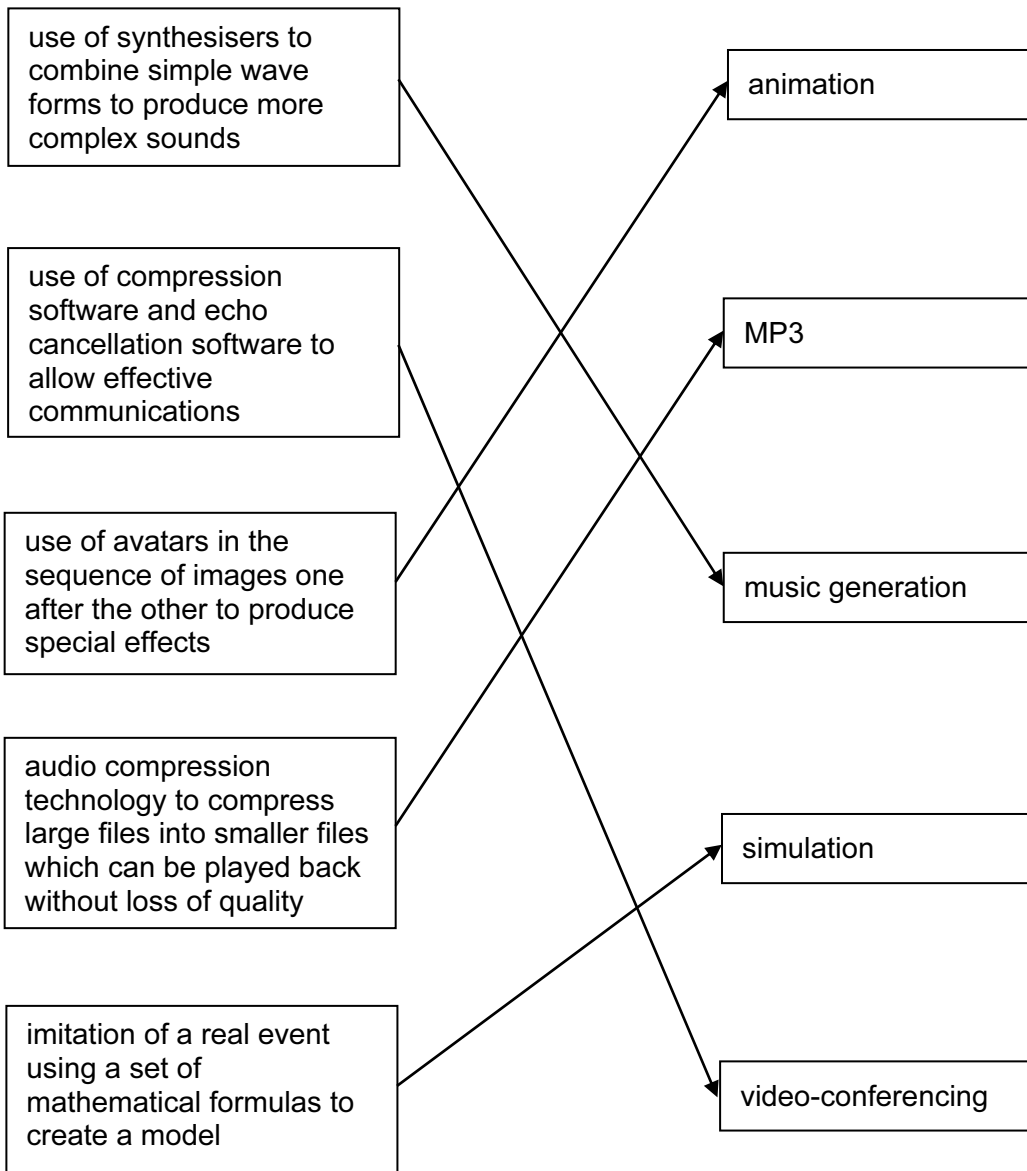 use of synthesisers to
combine simple wave
forms to produce more
complex sounds
use of compression
software and echo
cancellation software to
allow effective
communications
use of avatars in the
sequence of images one
after the other to produce
special effects
audio compression
technology to compress
large files into smaller files
which can be played back
without loss of quality
imitation of a real event
using a set of
mathematical formulas to
create a model
animation
MP3
music generation
simulation
video-conferencing